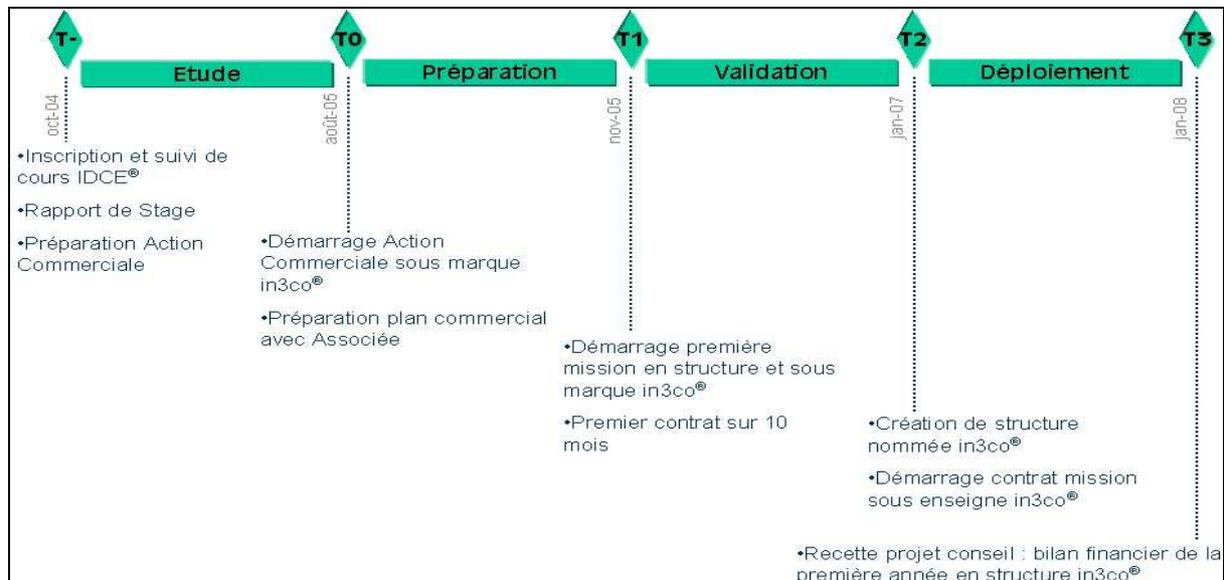 T- T0 T1 T2 T3
Etude Préparation Validation Déploiement
oct-04 août-05 nov-05 jan-07 jan-08
•Inscription et suivi de
cours IDCE®
•Rapport de Stage
•Préparation Action
Commerciale
•Démarrage Action
Commerciale sous marque
in3co®
•Préparation plan commercial
avec Associée
•Démarrage première
mission en structure et sous
marque in3co®
•Premier contrat sur 10
mois
•Création de structure
nommée in3co®
•Démarrage contrat mission
sous enseigne in3co®
•Recette projet conseil : bilan financier de la
première année en structure in3co®